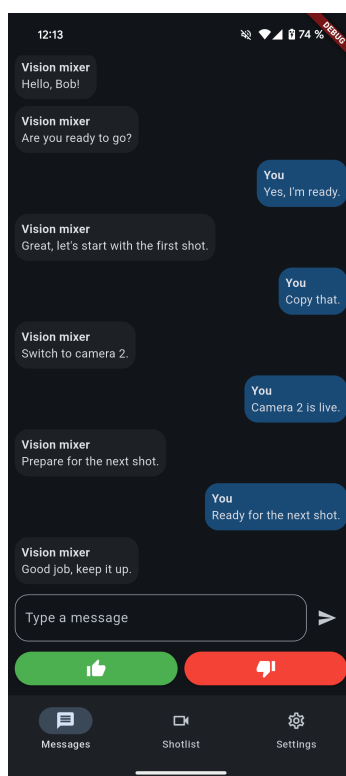 12:13
74 %
DEBUG
Vision mixer
Hello, Bob!
Vision mixer
Are you ready to go?
You
Yes, I'm ready.
Vision mixer
Great, let's start with the first shot.
You
Copy that.
Vision mixer
Switch to camera 2.
You
Camera 2 is live.
Vision mixer
Prepare for the next shot.
You
Ready for the next shot.
Vision mixer
Good job, keep it up.
Type a message
Messages
Shotlist
Settings